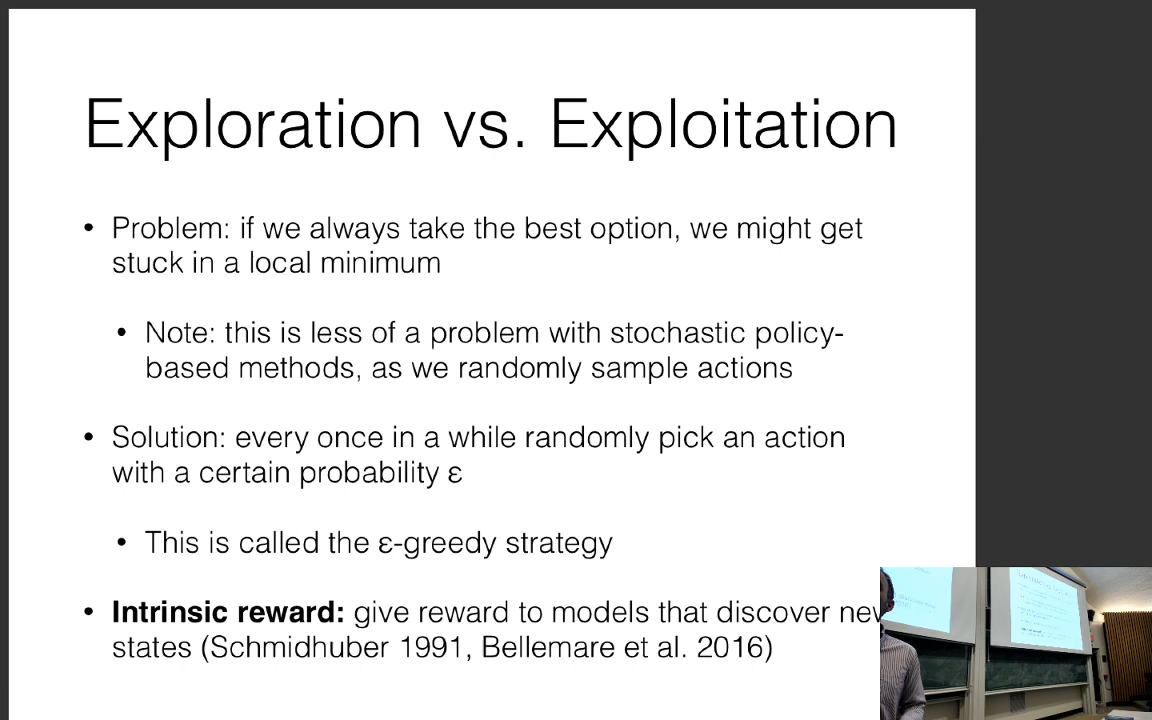 Exploration vs. Exploitation
• Problem: if we always take the best option, we might get
stuck in a local minimum
• Note: this is less of a problem with stochastic policy-
based methods, as we randomly sample actions
• Solution: every once in a while randomly pick an action
with a certain probability ε
• This is called the ε-greedy strategy
• Intrinsic reward: give reward to models that discover new
states (Schmidhuber 1991, Bellemare et al. 2016)